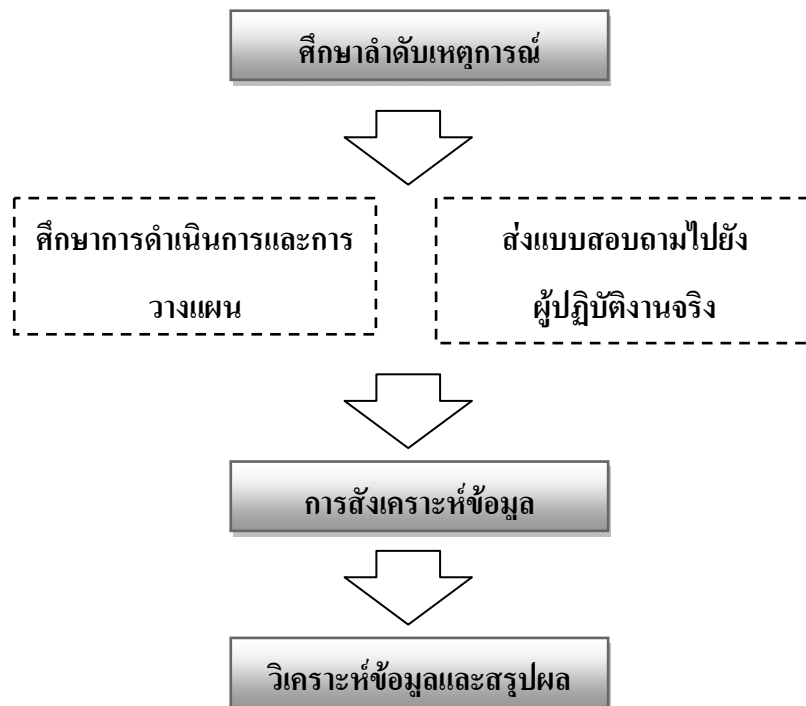 ศึกษาลำดับเหตุการณ์
ศึกษาการดำเนินการและการ
วางแผน
ส่งแบบสอบถามไปยัง
ผู้ปฏิบัติงานจริง
การสังเคราะห์ข้อมูล
วิเคราะห์ข้อมูลและสรุปผล